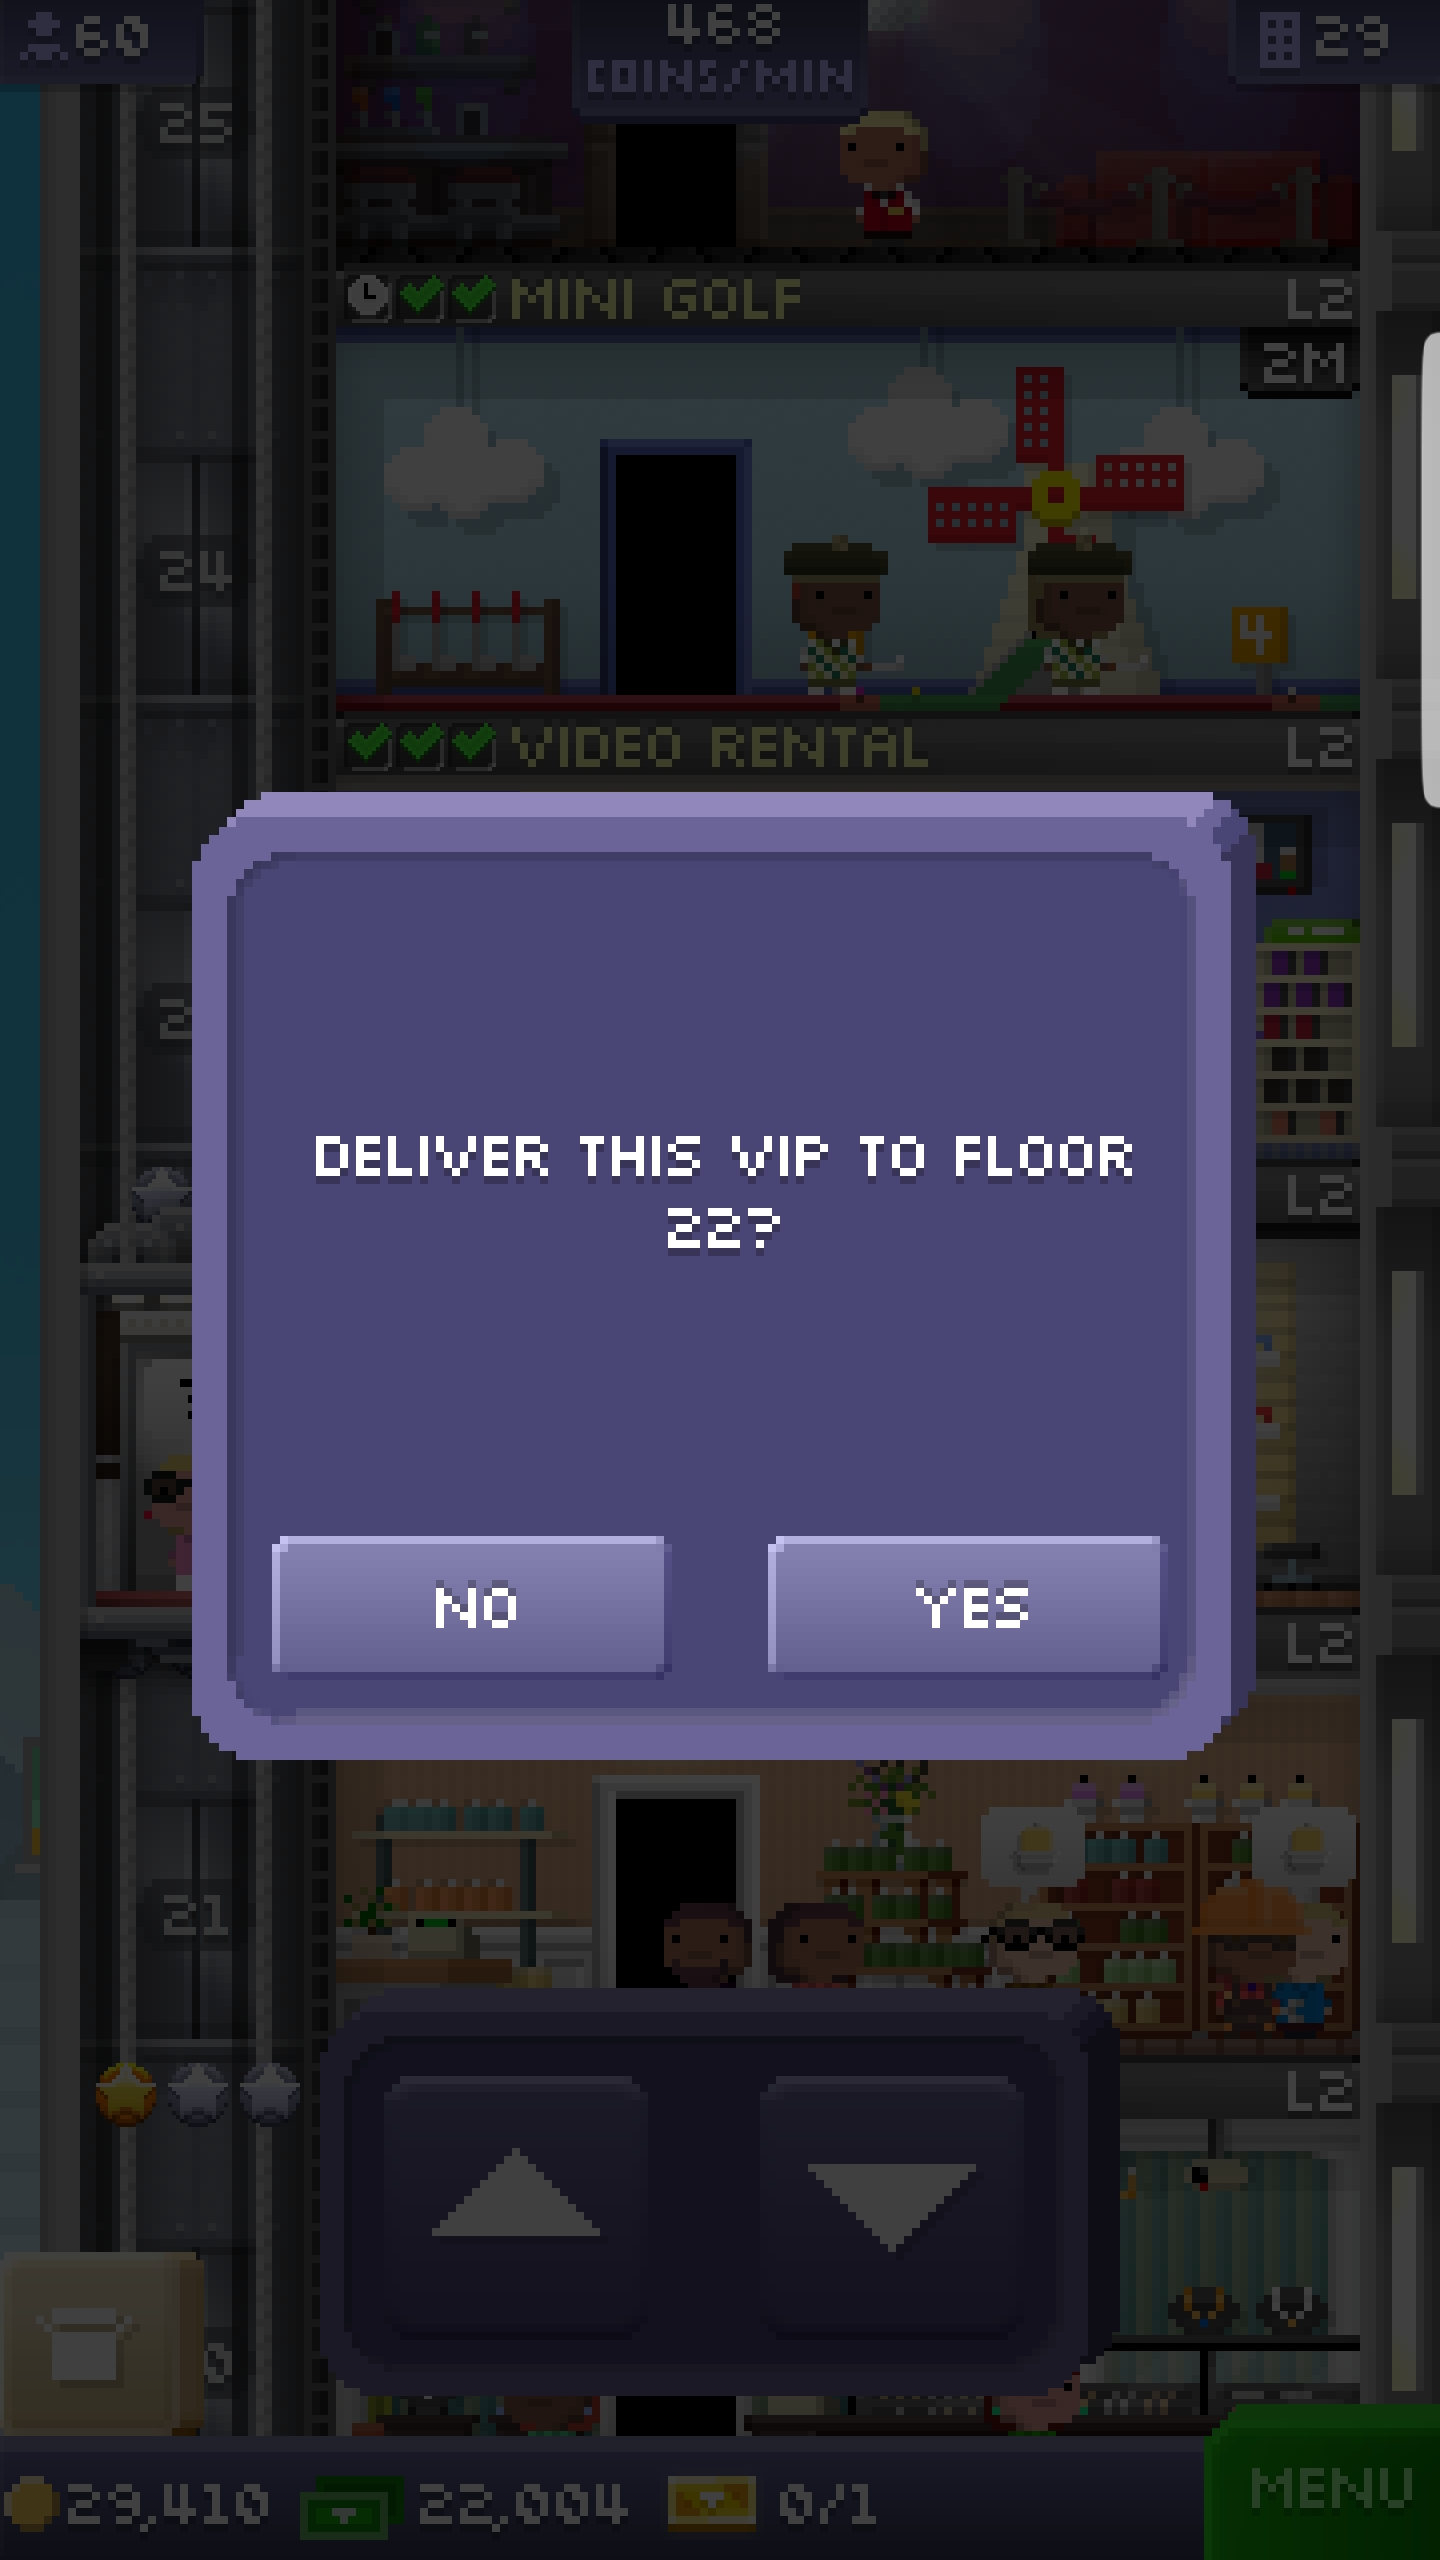 60
468
COINS/MIN
29
25
MINI GOLF
L2
2M
24
4
VIDEO RENTAL
L2
DELIVER THIS VIP TO FLOOR
22?
L2
NO
YES
L2
21
L2
29,410
22,004
0/1
MENU